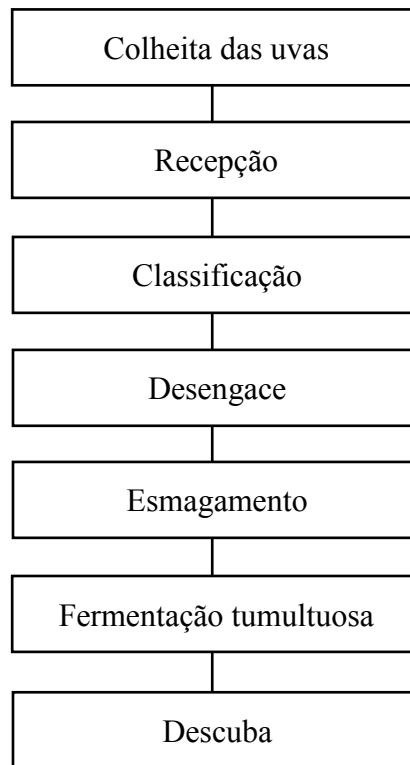 Colheita das uvas
Recepção
Classificação
Desengace
Esmagamento
Fermentação tumultuosa
Descuba